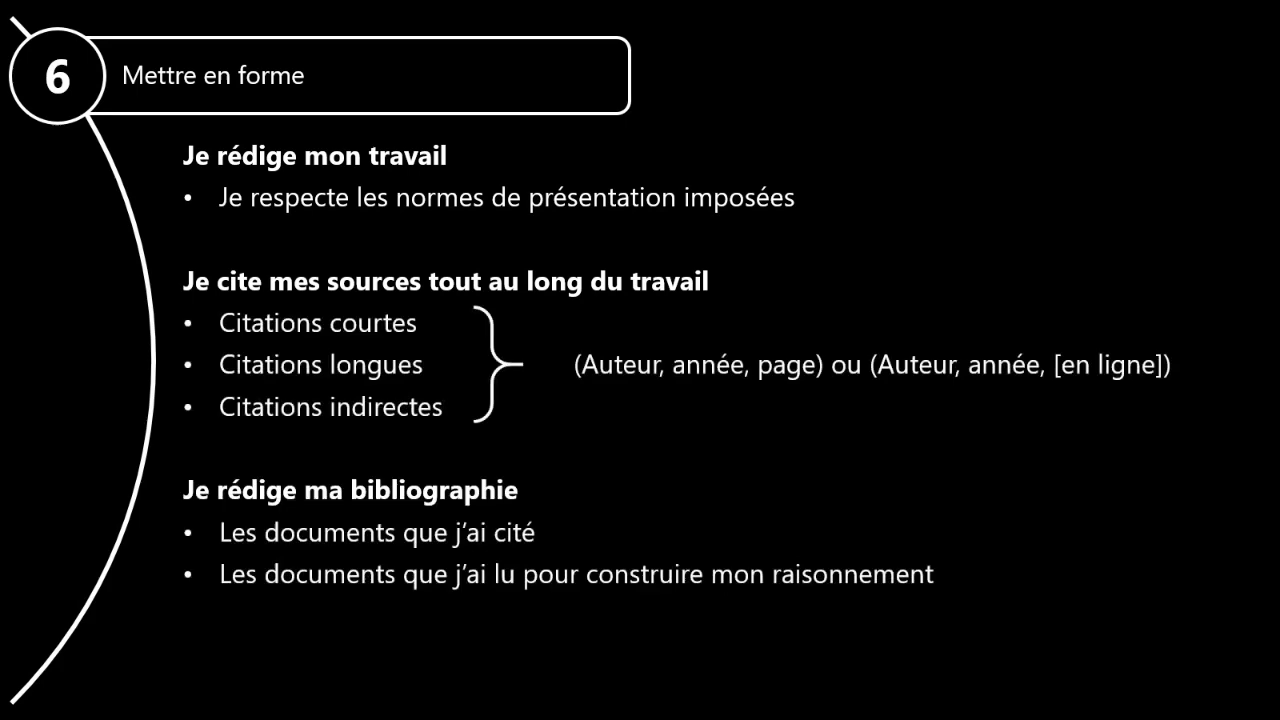 6
Mettre en forme
Je rédige mon travail
• Je respecte les normes de présentation imposées
Je cite mes sources tout au long du travail
• Citations courtes
• Citations longues
(Auteur, année, page) ou (Auteur, année, [en ligne])
• Citations indirectes
Je rédige ma bibliographie
• Les documents que j’ai cité
• Les documents que j’ai lu pour construire mon raisonnement